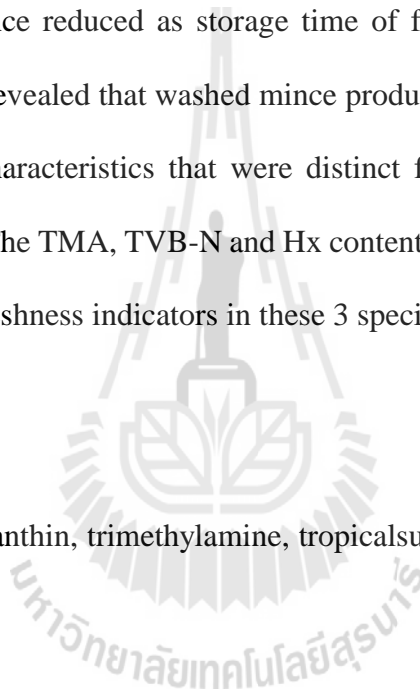 ce reduced as storage time of f
evealed that washed mince produ
aracteristics that were distinct f
he TMA, TVB-N and Hx content
shness indicators in these 3 speci
anthin, trimethylamine, tropicalsu
มหาวิทยาลัยเทคโนโลยีสุรนารี